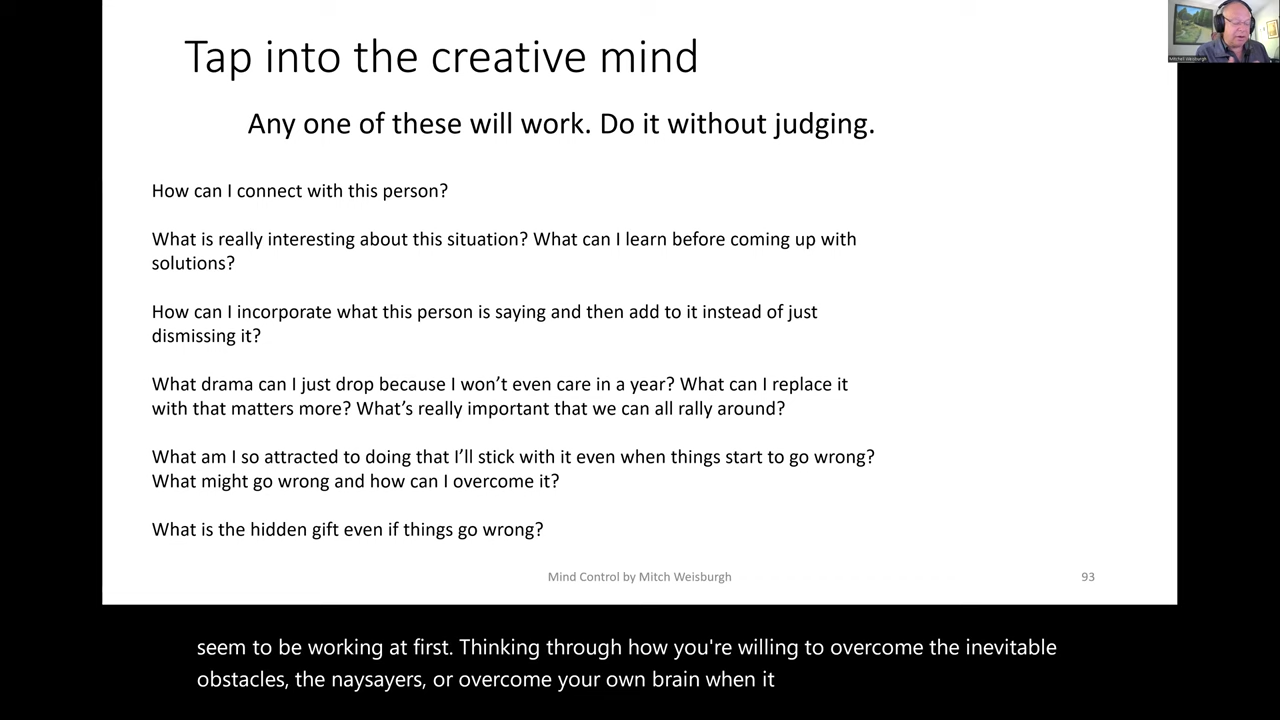 Tap into the creative mind
Any one of these will work. Do it without judging.
How can I connect with this person?
What is really interesting about this situation? What can I learn before coming up with
solutions?
How can I incorporate what this person is saying and then add to it instead of just
dismissing it?
What drama can I just drop because I won’t even care in a year? What can I replace it
with that matters more? What’s really important that we can all rally around?
What am I so attracted to doing that I’ll stick with it even when things start to go wrong?
What might go wrong and how can I overcome it?
What is the hidden gift even if things go wrong?
Mind Control by Mitch Weisburgh
93
Mitchell Weisburgh
seem to be working at first. Thinking through how you're willing to overcome the inevitable
obstacles, the naysayers, or overcome your own brain when it